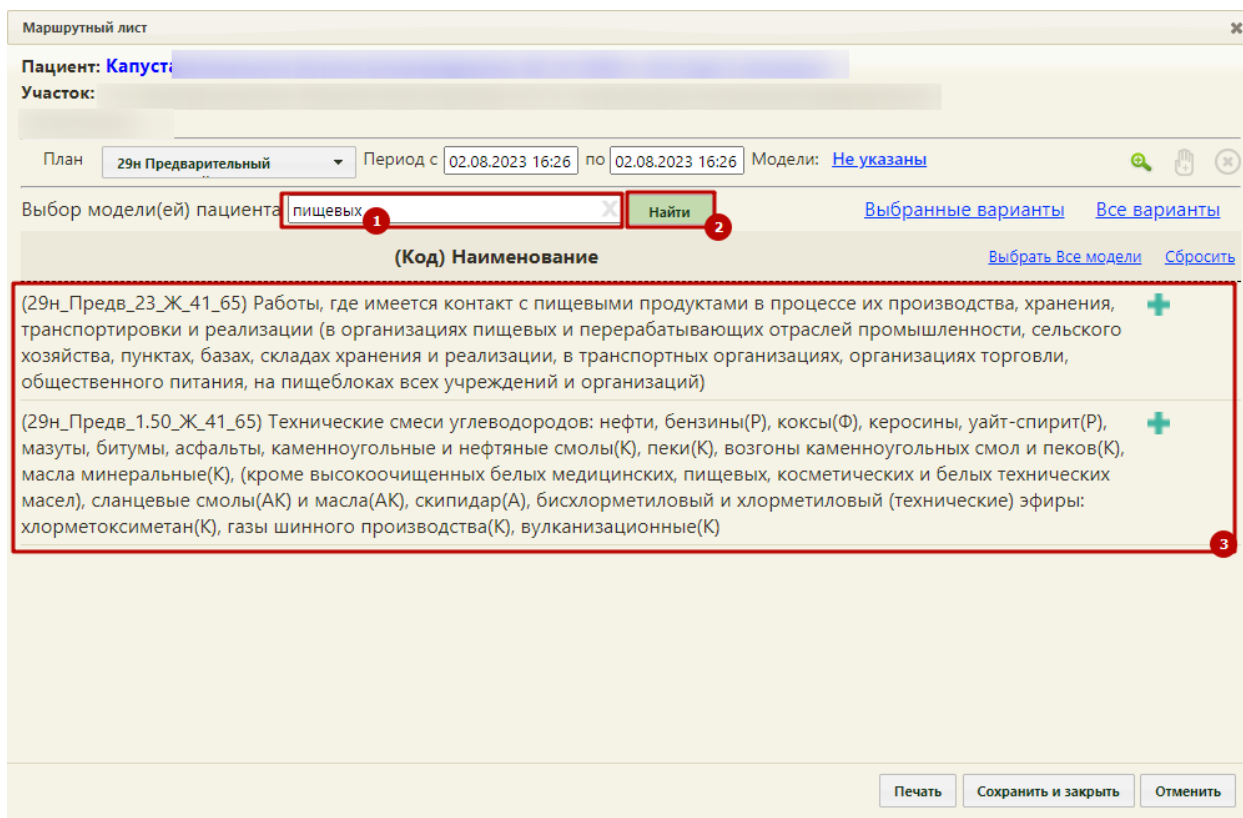 Маршрутный лист
Пациент: Капуста
Участок:
План 29н Предварительный Период с 02.08.2023 16:26 по 02.08.2023 16:26 Модели: Не указаны
Выбор модели(ей) пациента пищевых X Найти Выбранные варианты Все варианты
1
2
(Код) Наименование Выбрать Все модели Сбросить
(29н_Предв_23_Ж_41_65) Работы, где имеется контакт с пищевыми продуктами в процессе их производства, хранения,
транспортировки и реализации (в организациях пищевых и перерабатывающих отраслей промышленности, сельского
хозяйства, пунктах, базах, складах хранения и реализации, в транспортных организациях, организациях торговли,
общественного питания, на пищеблоках всех учреждений и организаций)
(29н_Предв_1.50_Ж_41_65) Технические смеси углеводородов: нефти, бензины(Р), коксы(Ф), керосины, уайт-спирит(Р),
мазуты, битумы, асфальты, каменноугольные и нефтяные смолы(К), пеки(К), возгоны каменноугольных смол и пеков(К),
масла минеральные(К), (кроме высокоочищенных белых медицинских, пищевых, косметических и белых технических
масел), сланцевые смолы(АК) и масла(АК), скипидар(А), бисхлорметиловый и хлорметиловый (технические) эфиры:
хлорметоксиметан(К), газы шинного производства(К), вулканизационные(К)
3
Печать Сохранить и закрыть Отменить